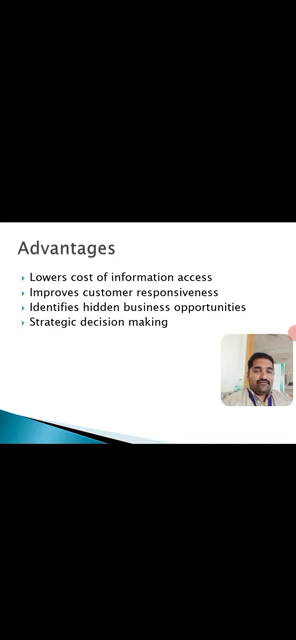 Advantages
Lowers cost of information access
Improves customer responsiveness
Identifies hidden business opportunities
Strategic decision making